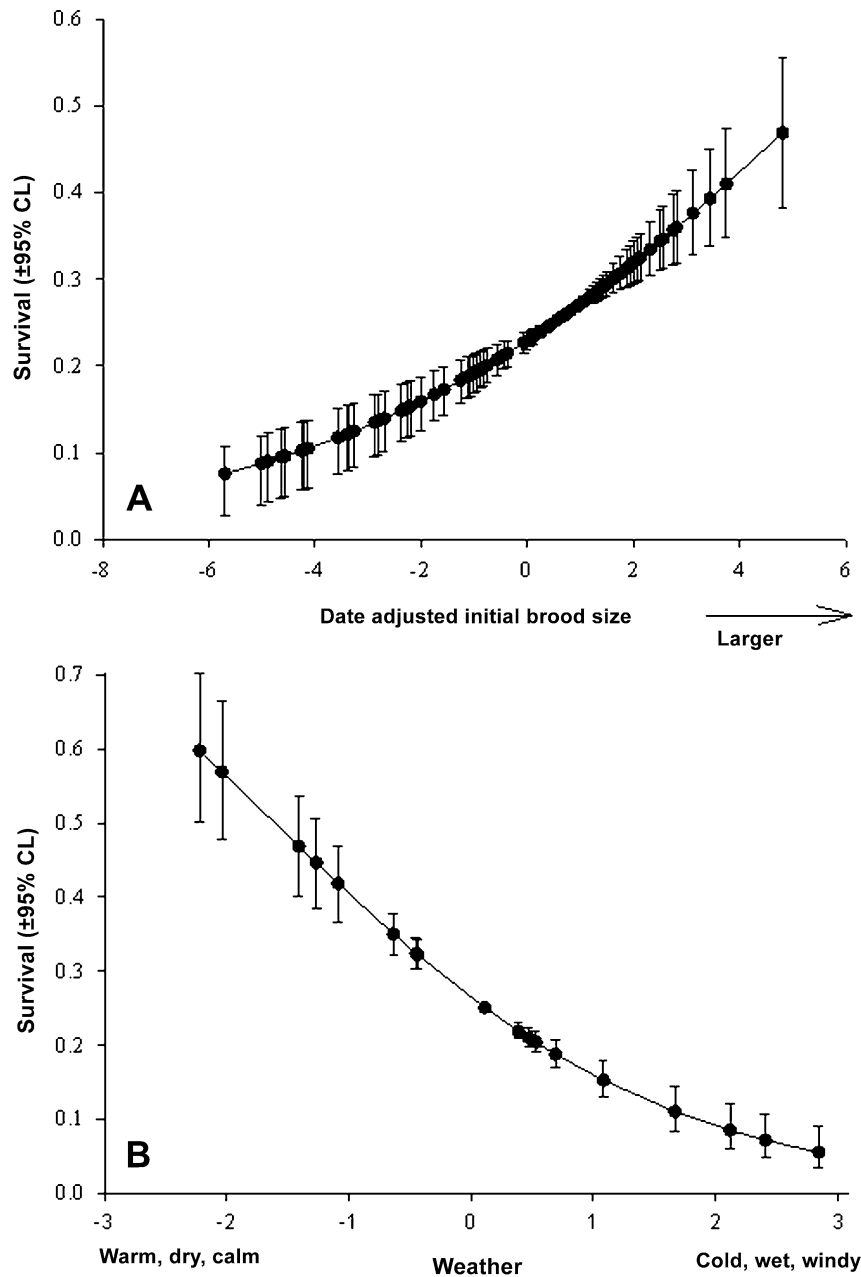 0.6
0.5
0.4
0.3
0.2
0.1
0.0
Survival (±95% CL)
A
-8 -6 -4 -2 0 2 4 6
Date adjusted initial brood size
Larger
0.7
0.6
0.5
0.4
0.3
0.2
0.1
0.0
Survival (±95% CL)
B
-3 -2 -1 0 1 2 3
Warm, dry, calm Weather Cold, wet, windy